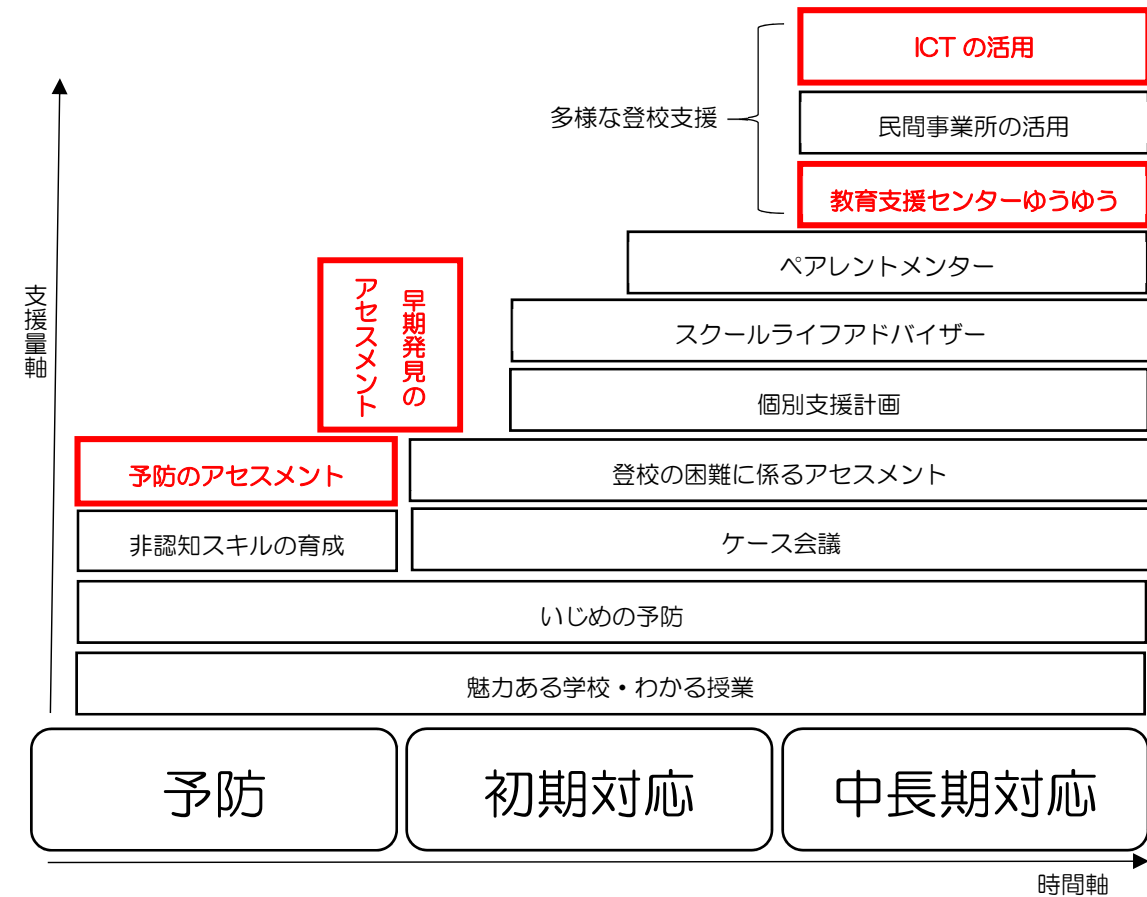 ICT の活用
多様な登校支援
民間事業所の活用
教育支援センターゆうゆう
ペアレントメンター
早期発見の
アセスメント
支援量軸
スクールライフアドバイザー
個別支援計画
予防のアセスメント
登校の困難に係るアセスメント
非認知スキルの育成
ケース会議
いじめの予防
魅力ある学校・わかる授業
予防
初期対応
中長期対応
時間軸